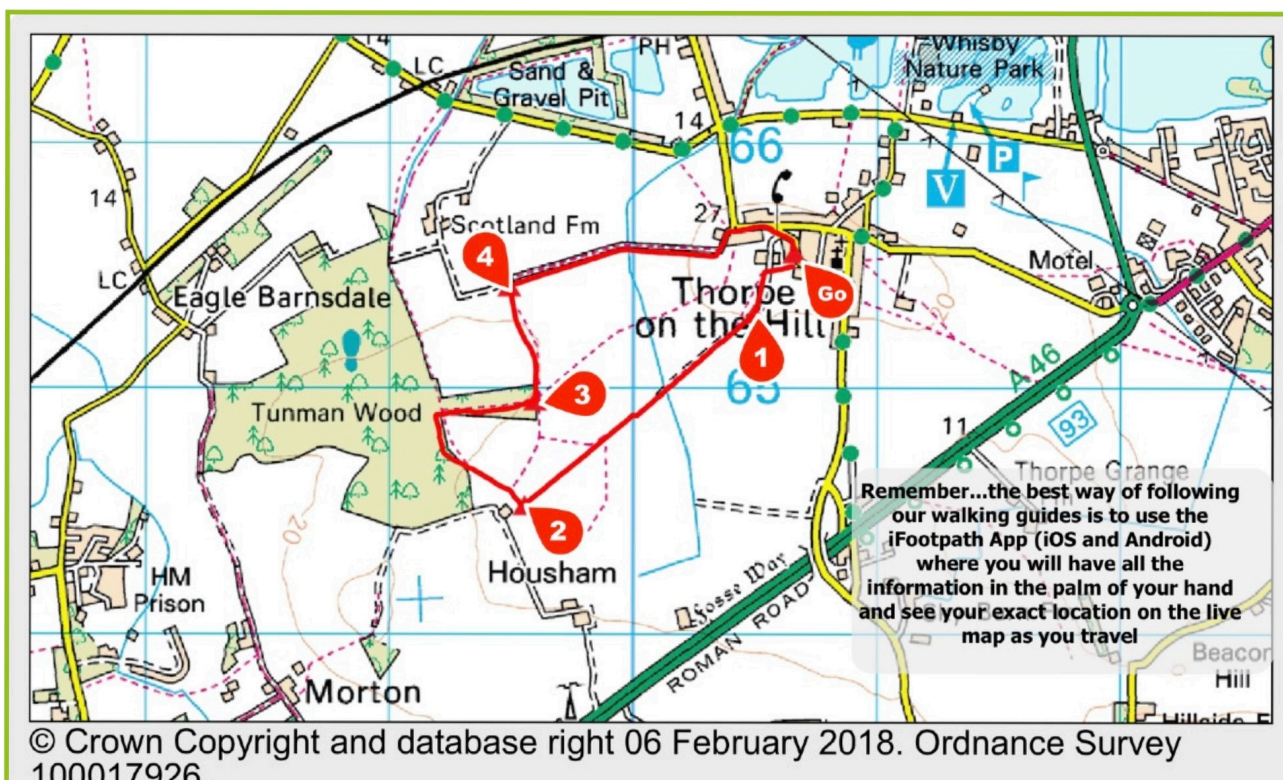 14
LC
PH
Sand &
Gravel Pit
Whisby
Nature Park
14
66
P
V
14
27
Scotland Fm
4
Motel
LC
Eagle Barnsdale
Thorpe
on the Hill
Go
1
65
A 46
3
Tunman Wood
93
11
Thorpe Grange
20
2
Remember...the best way of following
our walking guides is to use the
iFootpath App (iOS and Android)
where you will have all the
information in the palm of your hand
and see your exact location on the live
map as you travel
HM
Prison
Housham
Fosse Way
ROMAN ROAD
Beacon
Hill
Morton
© Crown Copyright and database right 06 February 2018. Ordnance Survey
100017926